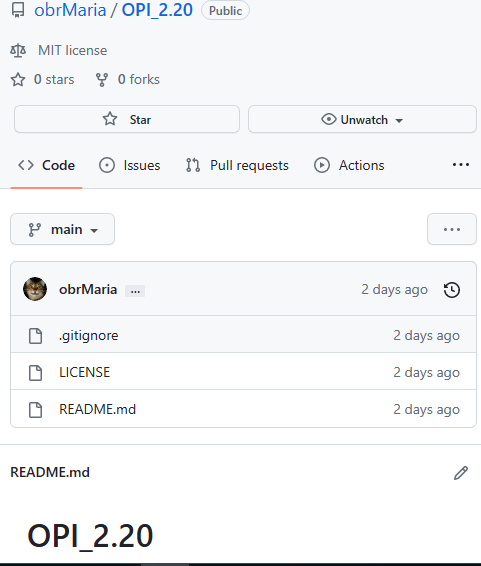 obrMaria / OPI_2.20 Public
MIT license
0 stars 0 forks
Star Unwatch
Code Issues Pull requests Actions ...
main ...
obrMaria ... 2 days ago
.gitignore 2 days ago
LICENSE 2 days ago
README.md 2 days ago
README.md
OPI_2.20